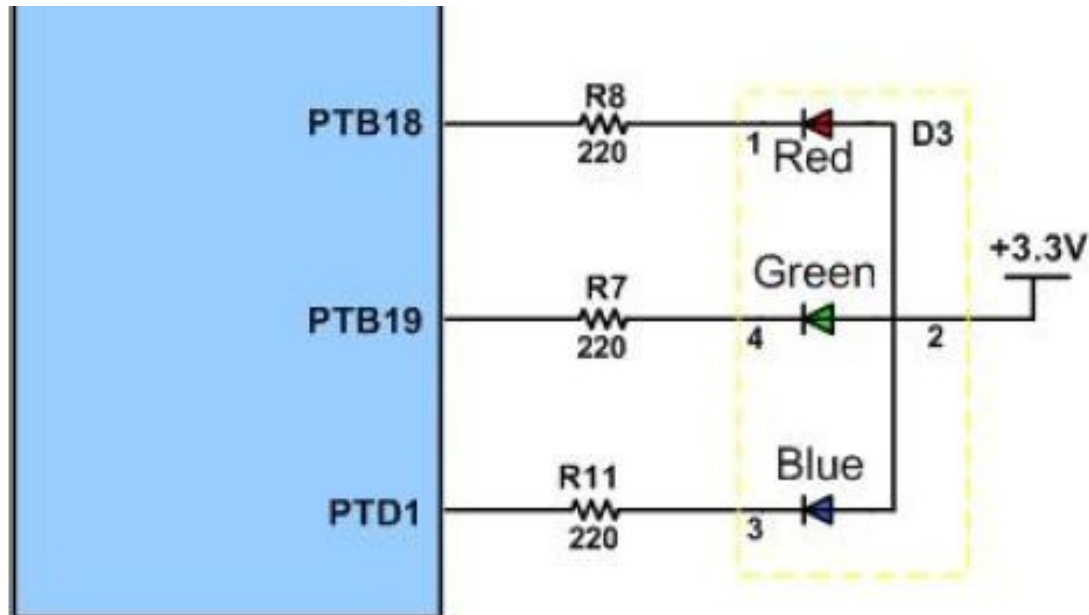 R8
PTB18
220
1
Red
D3
+3.3V
Green
R7
PTB19
220
4
2
Blue
R11
PTD1
220
3